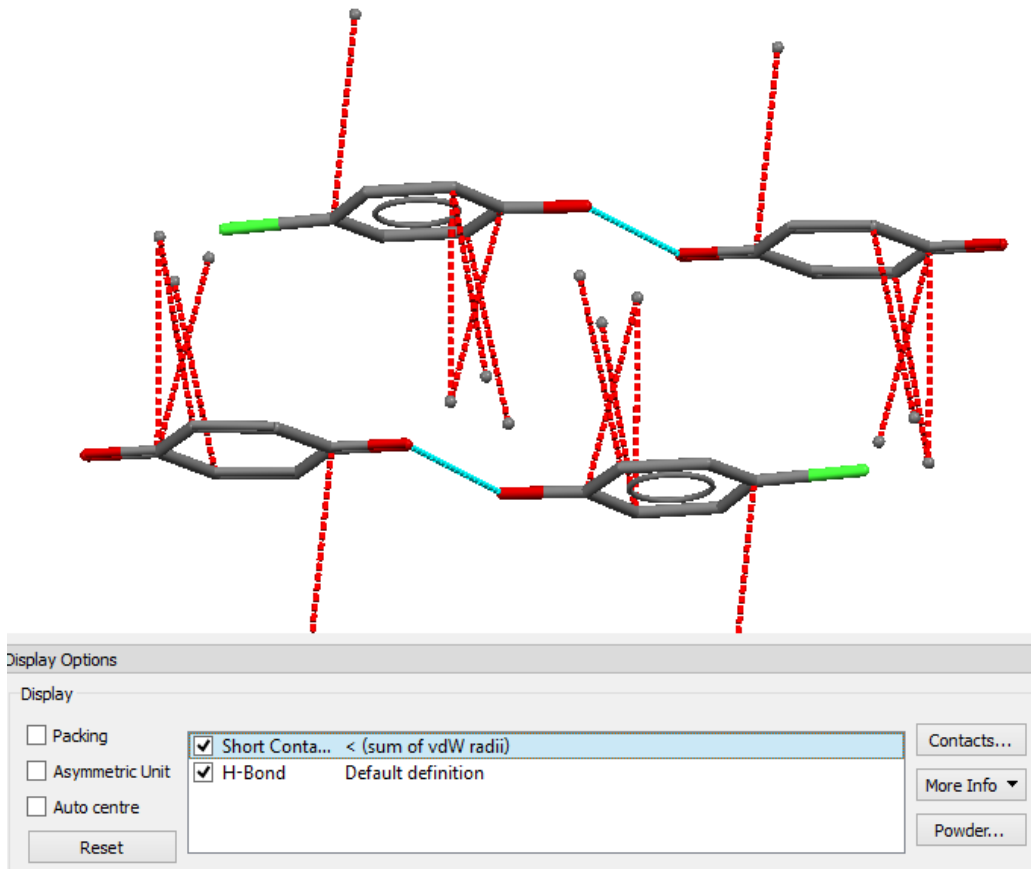 Display Options
Display
Packing
Asymmetric Unit
Auto centre
Reset
Short Conta... < (sum of vdW radii)
H-Bond Default definition
Contacts...
More Info
Powder...